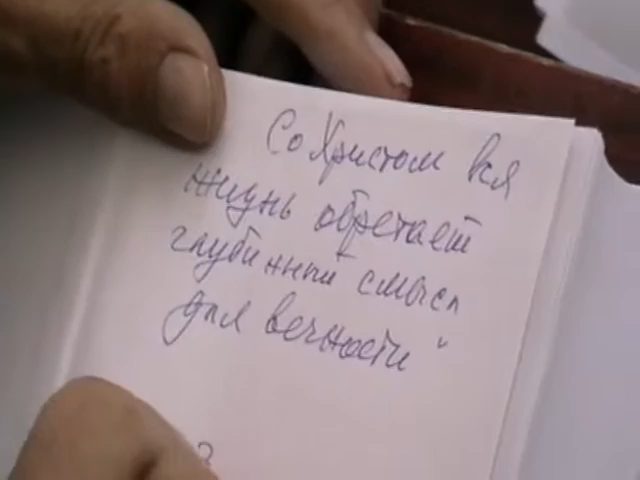 Со Христом вся
жизнь обретает
глубинный смысл
для вечности"